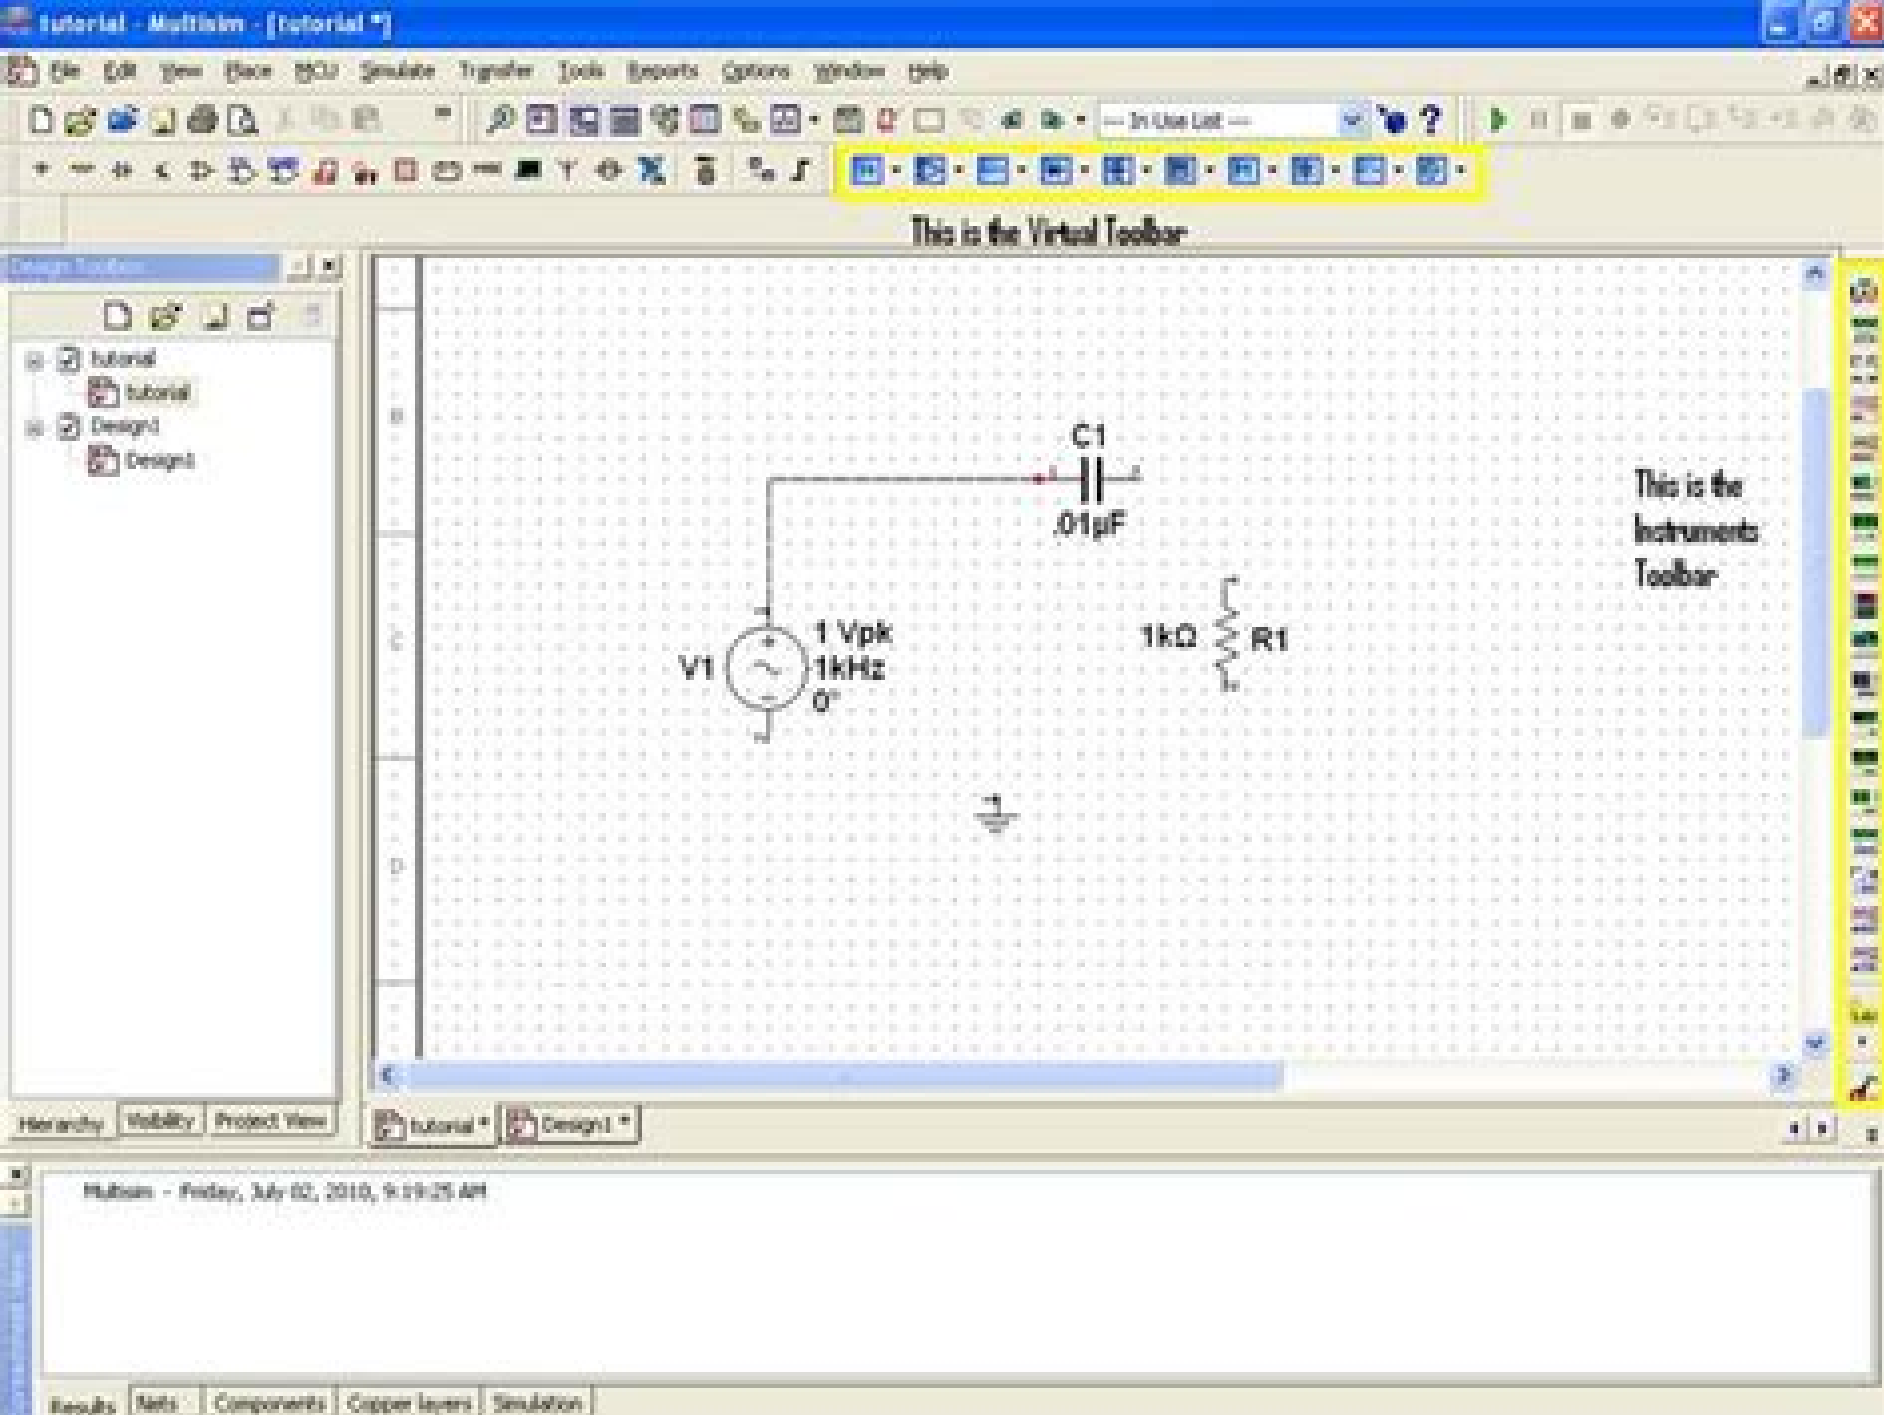 tutorial - Multisim - [tutorial *]
File Edit View Place MCU Simulate Transfer Tools Reports Options Window Help
--- In Use List ---
This is the Virtual Toolbar
Design Toolbox
tutorial
tutorial
Design1
Design1
B
C1
.01µF
This is the
Instruments
Toolbar
C
V1
1 Vpk
1kHz
0°
1kΩ
R1
D
Hierarchy Visibility Project View
tutorial * Design1 *
Multisim - Friday, July 02, 2010, 9:19:25 AM
Results Nets Components Copper layers Simulation